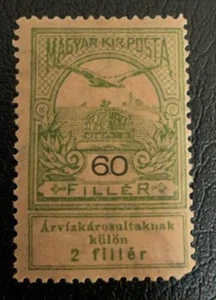 MAGYAR KIR. POSTA
60
FILLÉR
Árvízkárosultaknak
külön
2 fillér